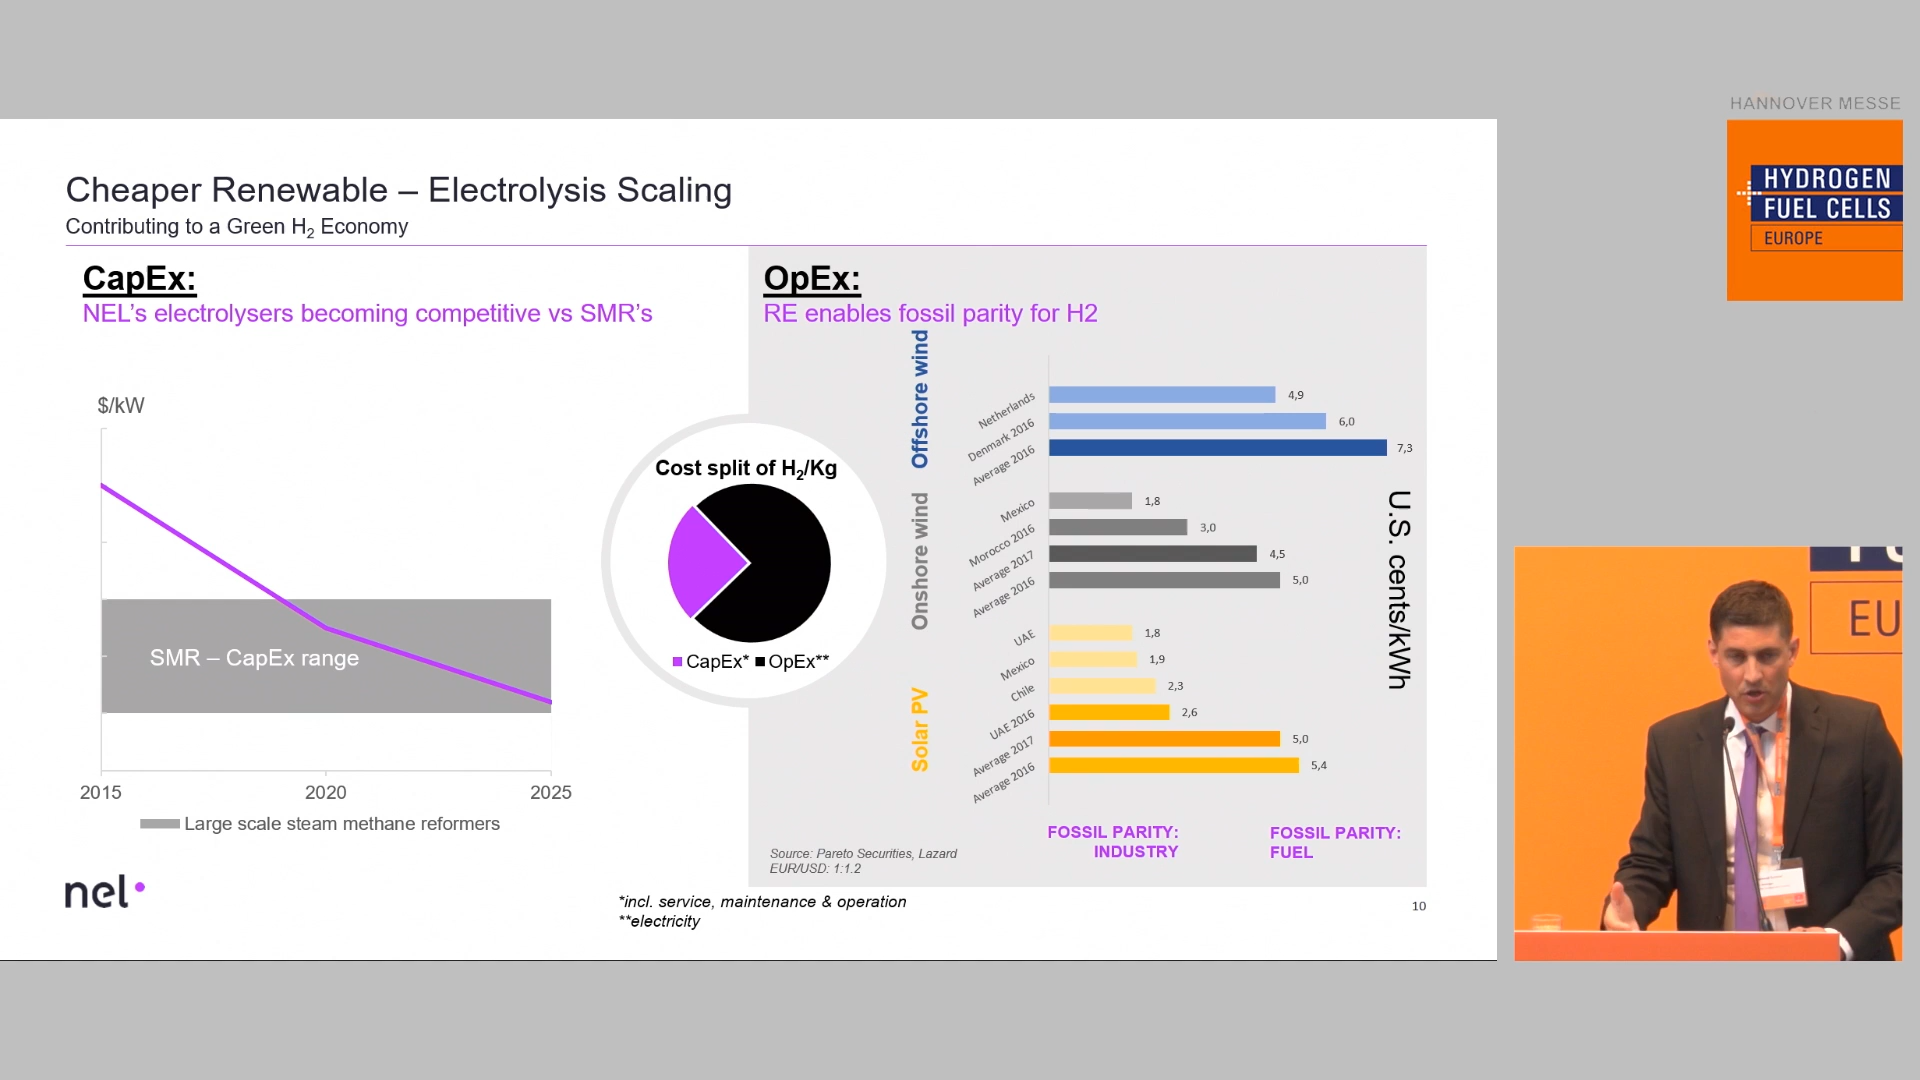 HANNOVER MESSE
HYDROGEN
FUEL CELLS
EUROPE
Cheaper Renewable – Electrolysis Scaling
Contributing to a Green H2 Economy
CapEx:
NEL's electrolysers becoming competitive vs SMR's
$/kW
SMR – CapEx range
2015 2020 2025
Large scale steam methane reformers
Cost split of H2/Kg
CapEx* OpEx**
OpEx:
RE enables fossil parity for H2
Offshore wind
Netherlands 4,9
Denmark 2016 6,0
Average 2016 7,3
Onshore wind
Mexico 1,8
Morocco 2016 3,0
Average 2017 4,5
Average 2016 5,0
Solar PV
UAE 1,8
Mexico 1,9
Chile 2,3
UAE 2016 2,6
Average 2017 5,0
Average 2016 5,4
U.S. cents/kWh
FOSSIL PARITY:
INDUSTRY
FOSSIL PARITY:
FUEL
Source: Pareto Securities, Lazard
EUR/USD: 1:1.2
nel
*incl. service, maintenance & operation
**electricity
10
EU